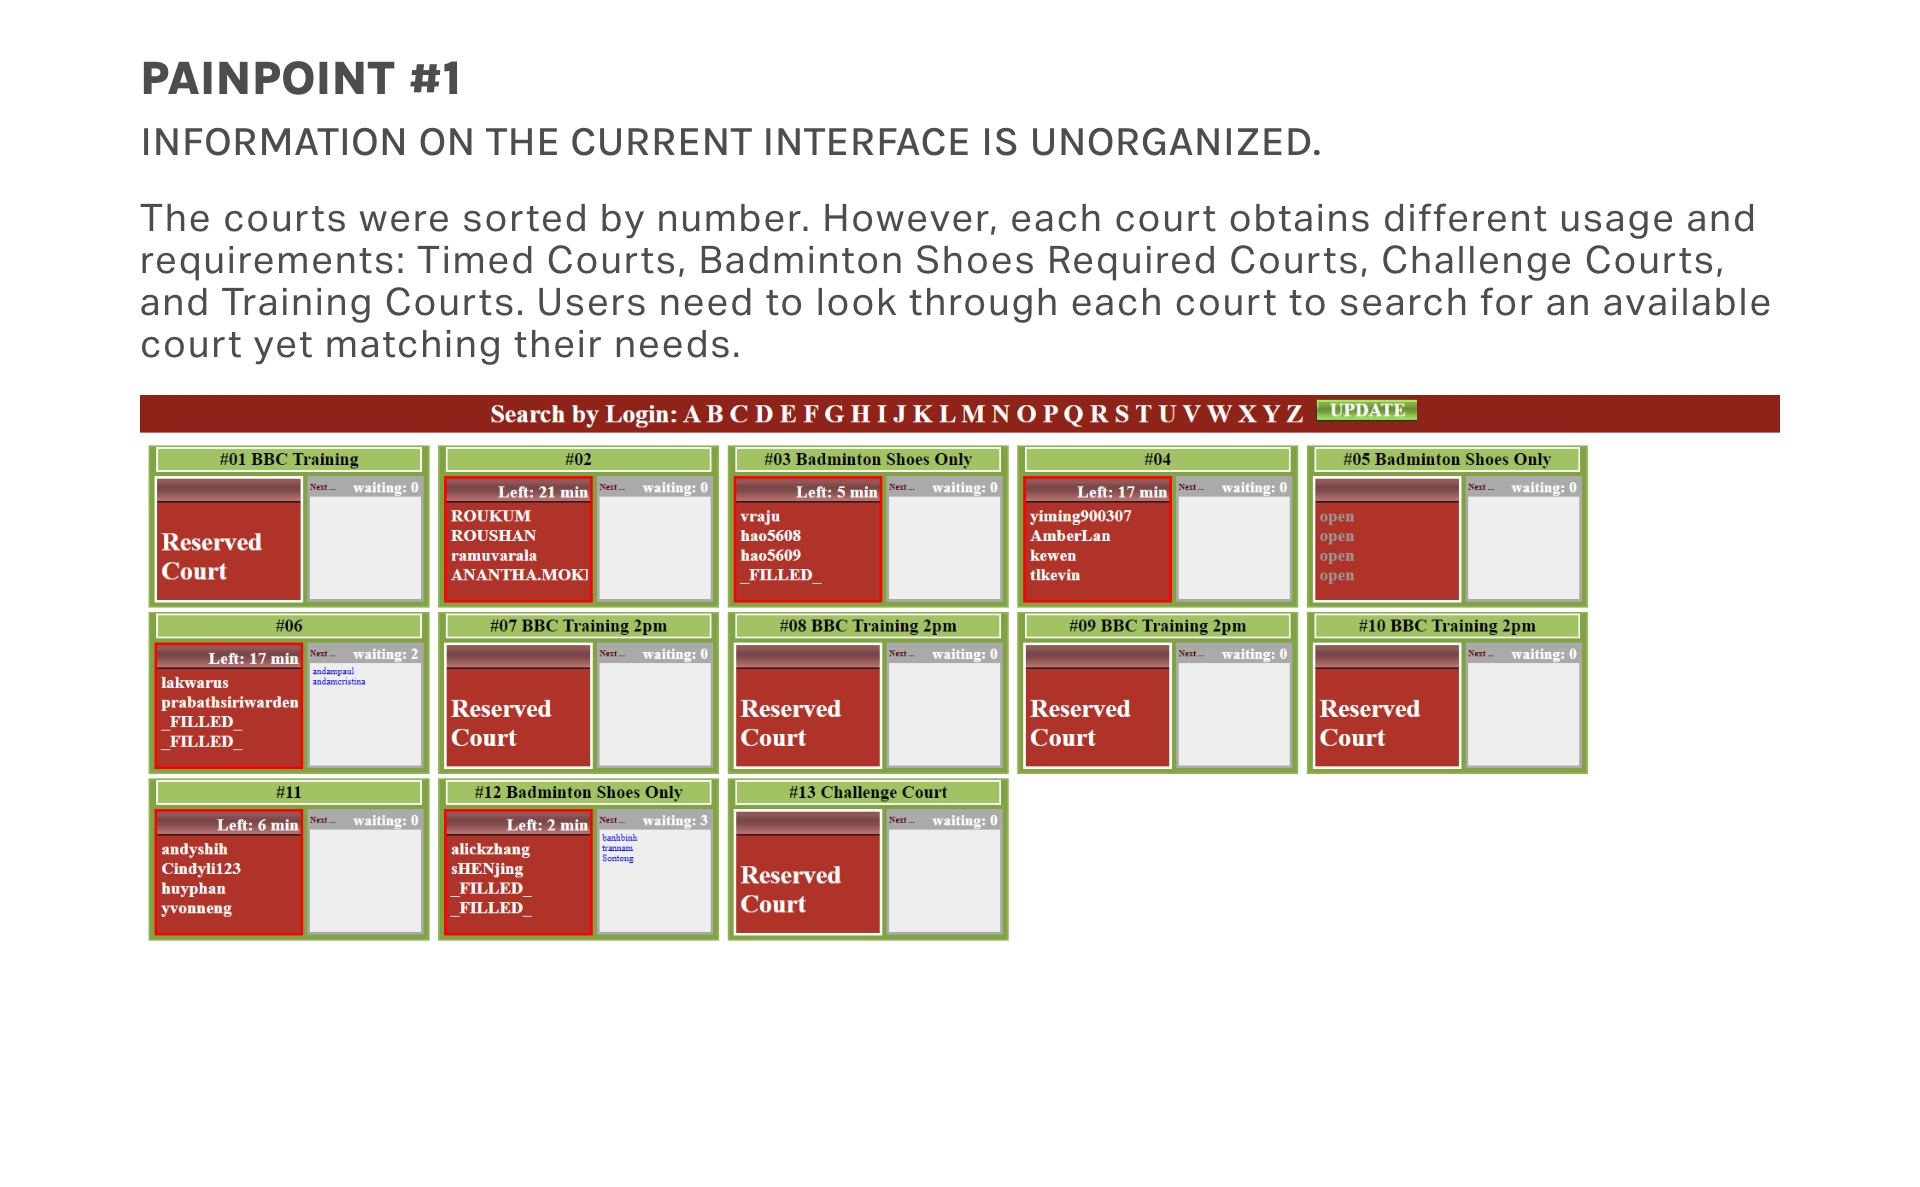 PAINPOINT #1
INFORMATION ON THE CURRENT INTERFACE IS UNORGANIZED.
The courts were sorted by number. However, each court obtains different usage and
requirements: Timed Courts, Badminton Shoes Required Courts, Challenge Courts,
and Training Courts. Users need to look through each court to search for an available
court yet matching their needs.
Search by Login: A B C D E F G H I J K L M N O P Q R S T U V W X Y Z UPDATE
#01 BBC Training
Next ... waiting: 0
Reserved
Court
#02
Left: 21 min Next ... waiting: 0
ROUKUM
ROUSHAN
ramuvarala
ANANTHA.MOK
#03 Badminton Shoes Only
Left: 5 min Next ... waiting: 0
vraju
hao5608
hao5609
_FILLED_
#04
Left: 17 min Next ... waiting: 0
yiming900307
AmberLan
kewen
tlkevin
#05 Badminton Shoes Only
Next ... waiting: 0
open
open
open
open
#06
Left: 17 min Next ... waiting: 2
lakwarus
prabathsiriwarden
_FILLED_
_FILLED_
andampaul
andamcristina
#07 BBC Training 2pm
Next ... waiting: 0
Reserved
Court
#08 BBC Training 2pm
Next ... waiting: 0
Reserved
Court
#09 BBC Training 2pm
Next ... waiting: 0
Reserved
Court
#10 BBC Training 2pm
Next ... waiting: 0
Reserved
Court
#11
Left: 6 min Next ... waiting: 0
andyshih
Cindyli123
huyphan
yvonneng
#12 Badminton Shoes Only
Left: 2 min Next ... waiting: 3
alickzhang
sHENjing
_FILLED_
_FILLED_
banhbinh
trannam
Sontong
#13 Challenge Court
Next ... waiting: 0
Reserved
Court